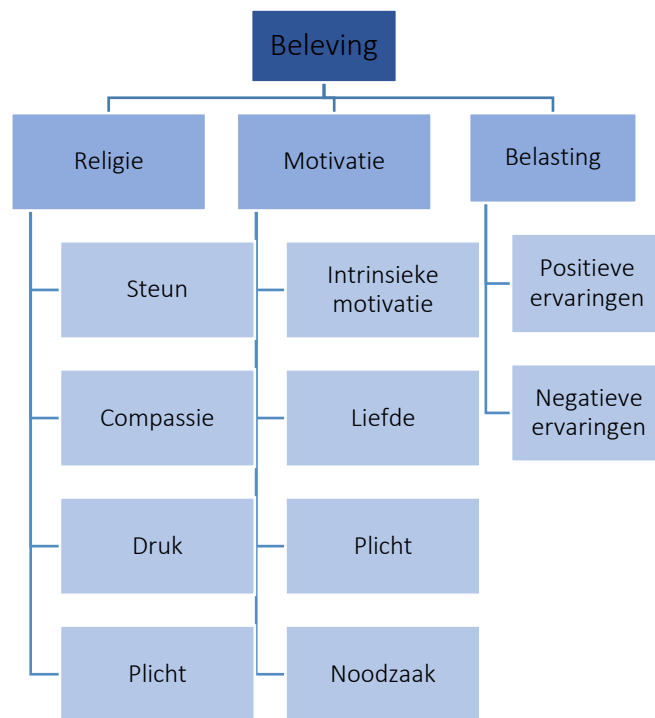 Beleving
Religie
Motivatie
Belasting
Steun
Compassie
Druk
Plicht
Intrinsieke
motivatie
Liefde
Plicht
Noodzaak
Positieve
ervaringen
Negatieve
ervaringen